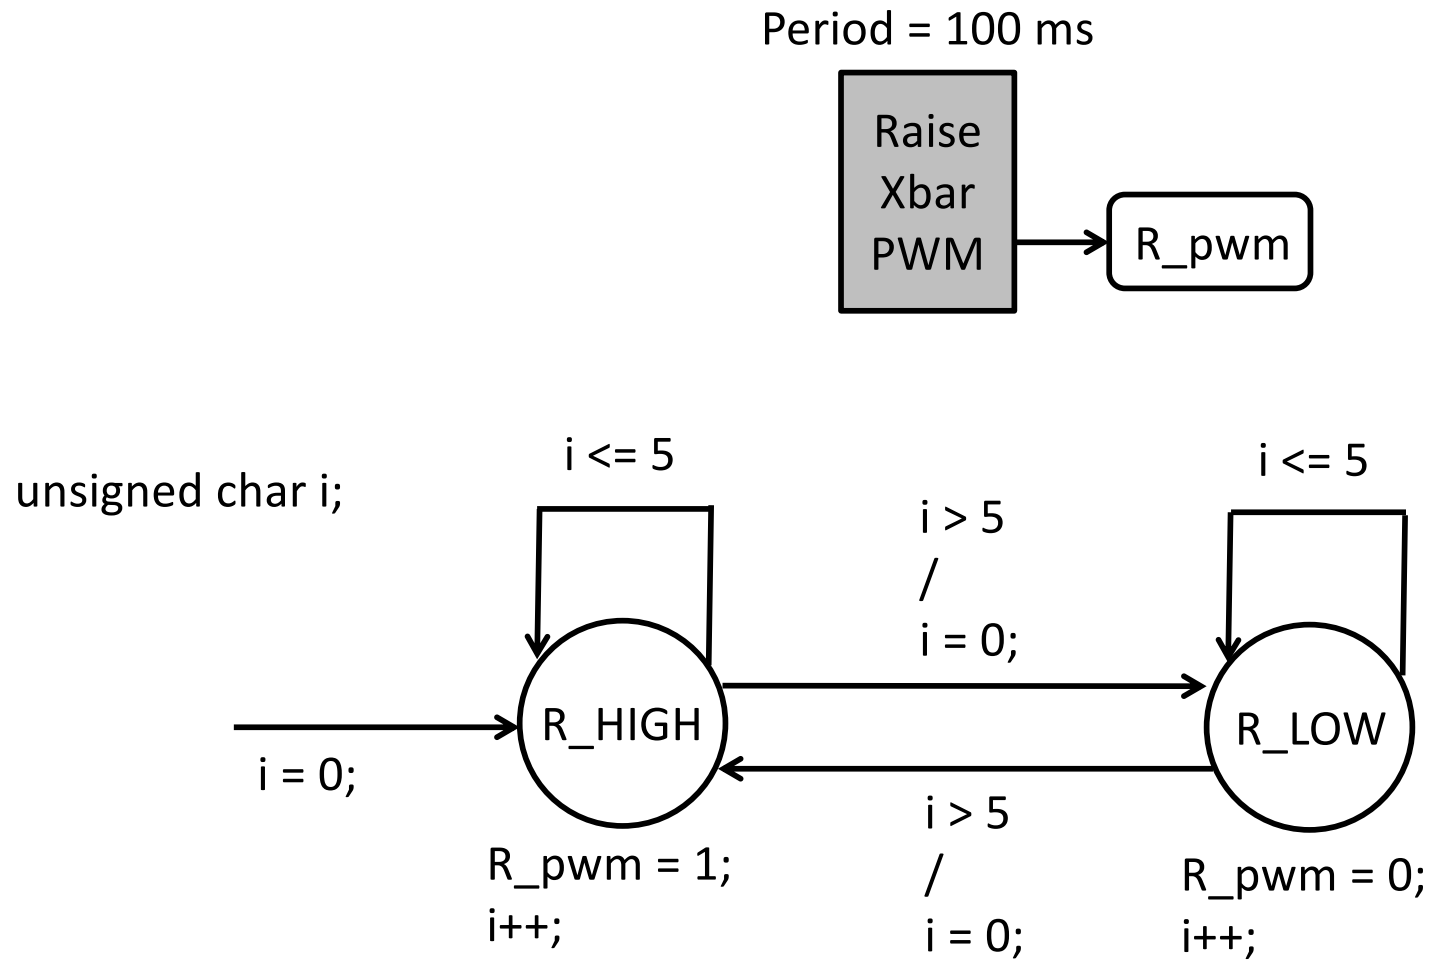 Period = 100 ms
Raise
Xbar
PWM
R_pwm
unsigned char i;
i <= 5
i > 5
/
i = 0;
i <= 5
R_HIGH
R_LOW
i = 0;
i > 5
/
i = 0;
R_pwm = 1;
i++;
R_pwm = 0;
i++;